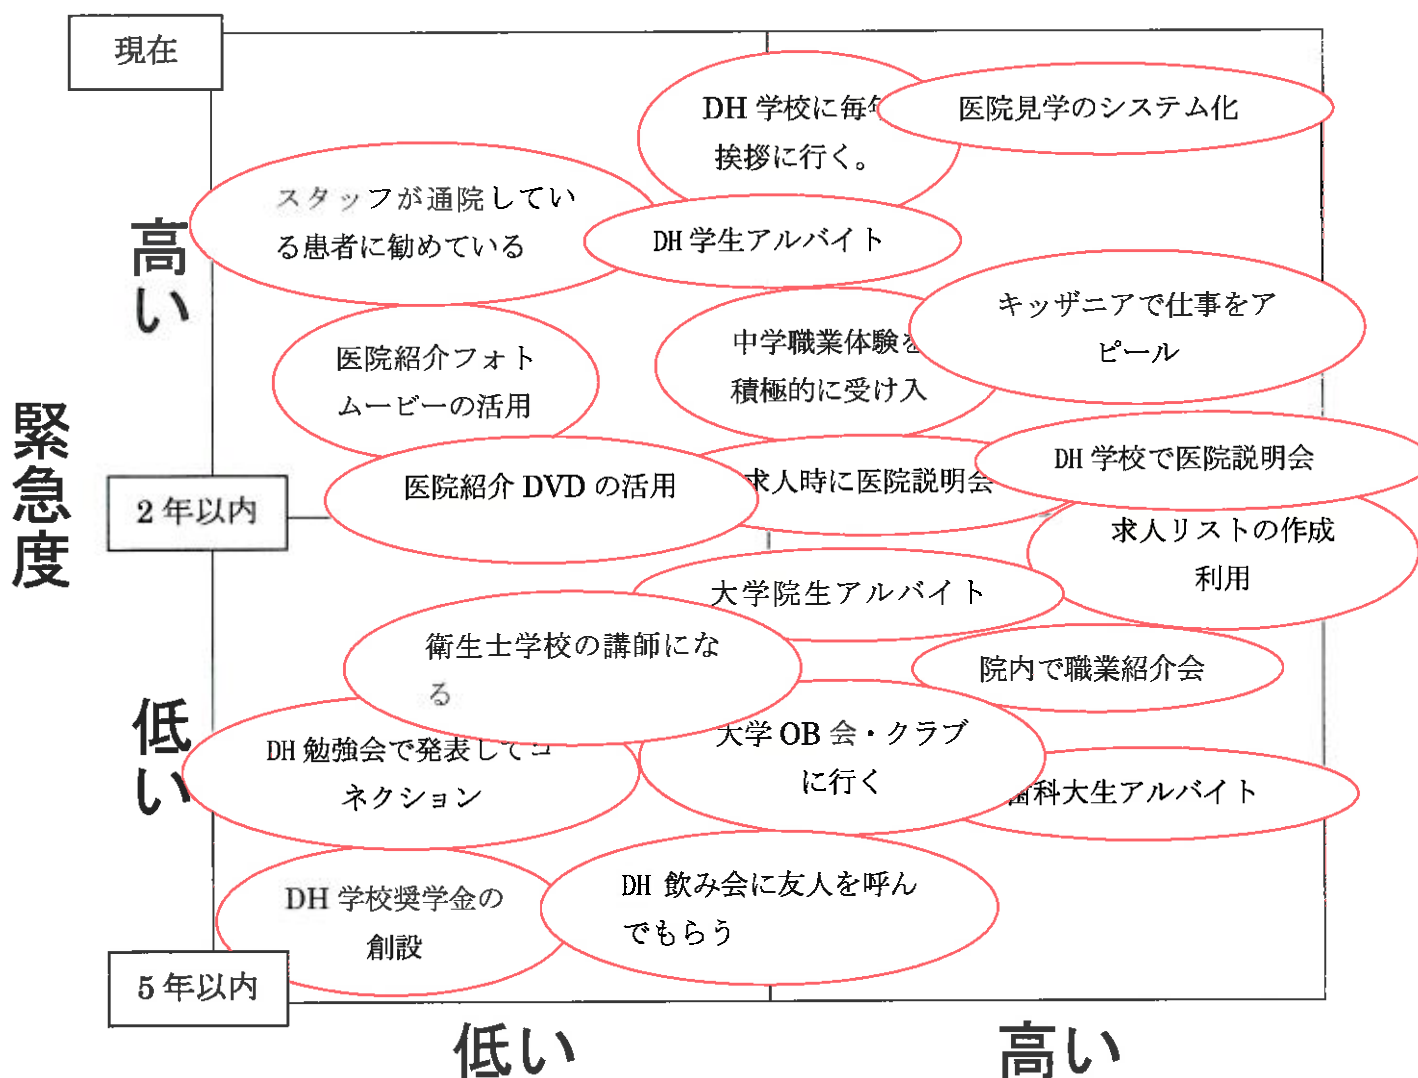 現在
DH 学校に毎年
挨拶に行く。
医院見学のシステム化
スタッフが通院してい
る患者に勧めている
DH 学生アルバイト
高い
キッザニアで仕事をア
ピール
中学職業体験を
積極的に受け入
医院紹介フォト
ムービーの活用
緊急度
2 年以内
医院紹介 DVD の活用
求人時に医院説明会
DH 学校で医院説明会
求人リストの作成
利用
大学院生アルバイト
衛生士学校の講師にな
る
院内で職業紹介会
低い
DH 勉強会で発表してコ
ネクション
大学 OB 会・クラブ
に行く
歯科大生アルバイト
DH 学校奨学金の
創設
DH 飲み会に友人を呼ん
でもらう
5 年以内
低い
高い